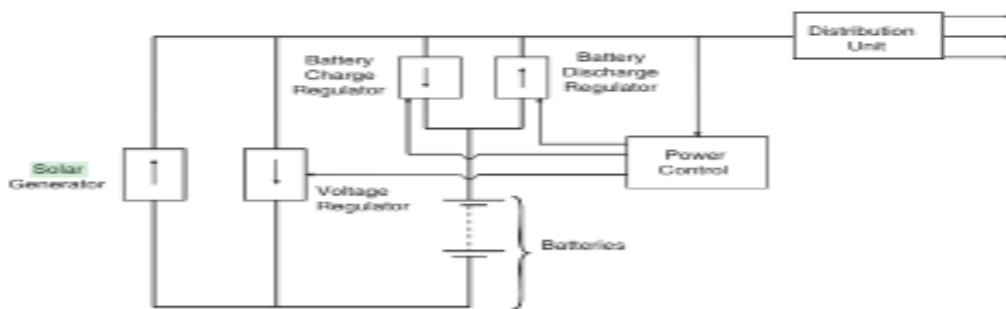 Distribution
Unit
Battery
Charge
Regulator
Battery
Discharge
Regulator
Power
Control
Solar
Generator
Voltage
Regulator
Batteries